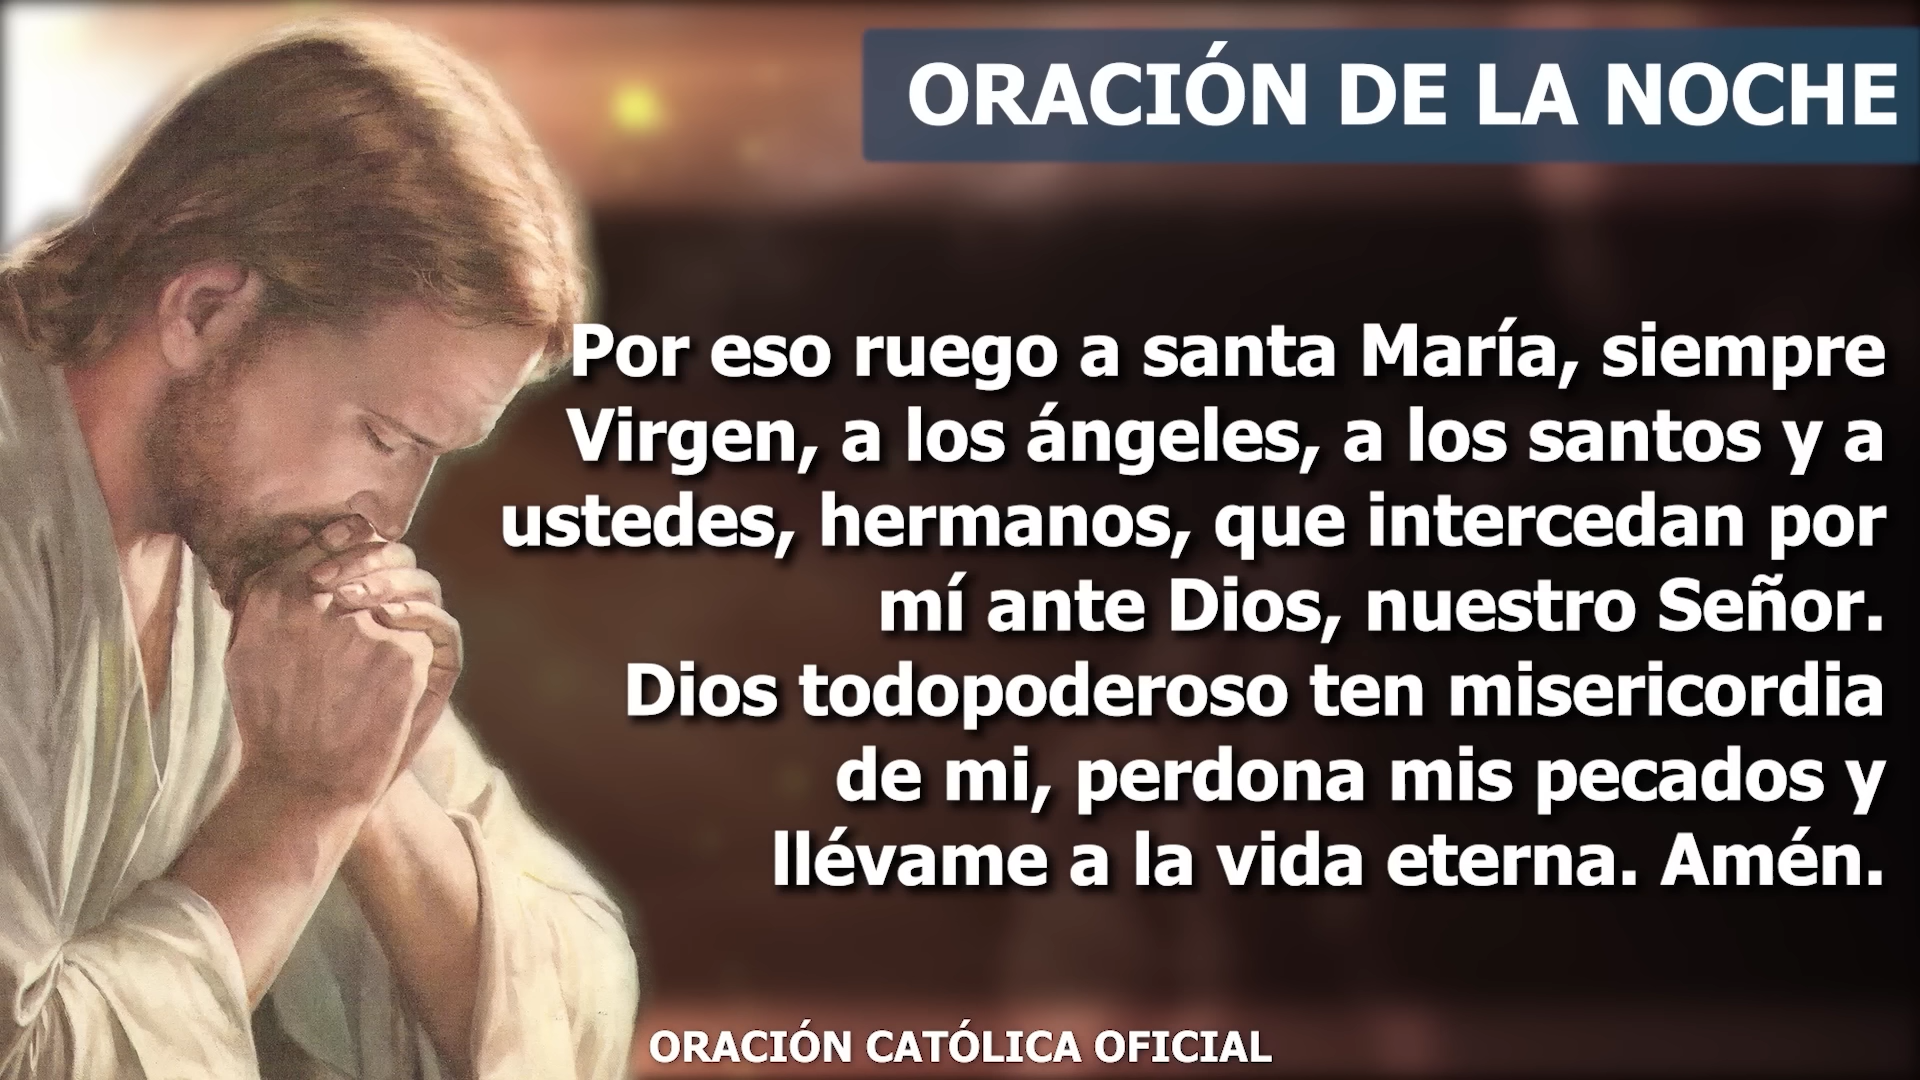 ORACIÓN DE LA NOCHE
Por eso ruego a santa María, siempre
Virgen, a los ángeles, a los santos y a
ustedes, hermanos, que intercedan por
mí ante Dios, nuestro Señor.
Dios todopoderoso ten misericordia
de mi, perdona mis pecados y
llévame a la vida eterna. Amén.
ORACIÓN CATÓLICA OFICIAL